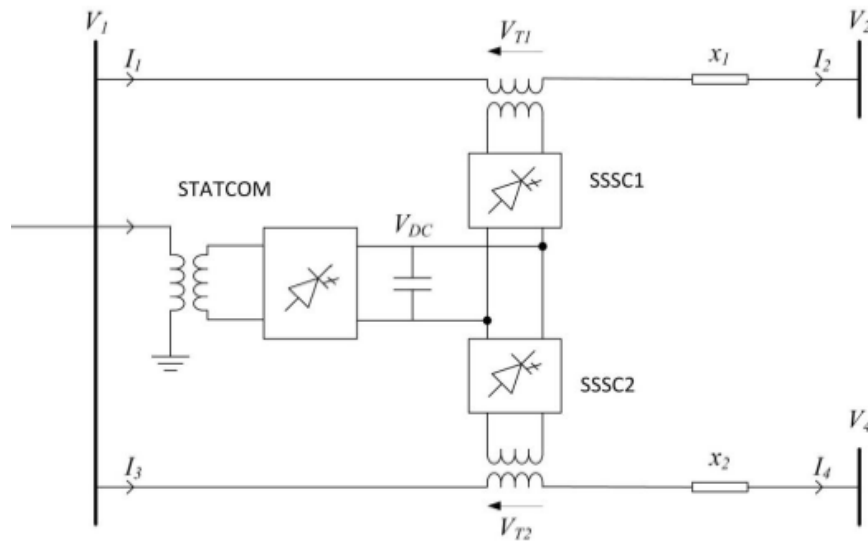 V1
VT1
V2
I1
x1
I2
SSSC1
STATCOM
VDC
SSSC2
V4
I3
x2
I4
VT2